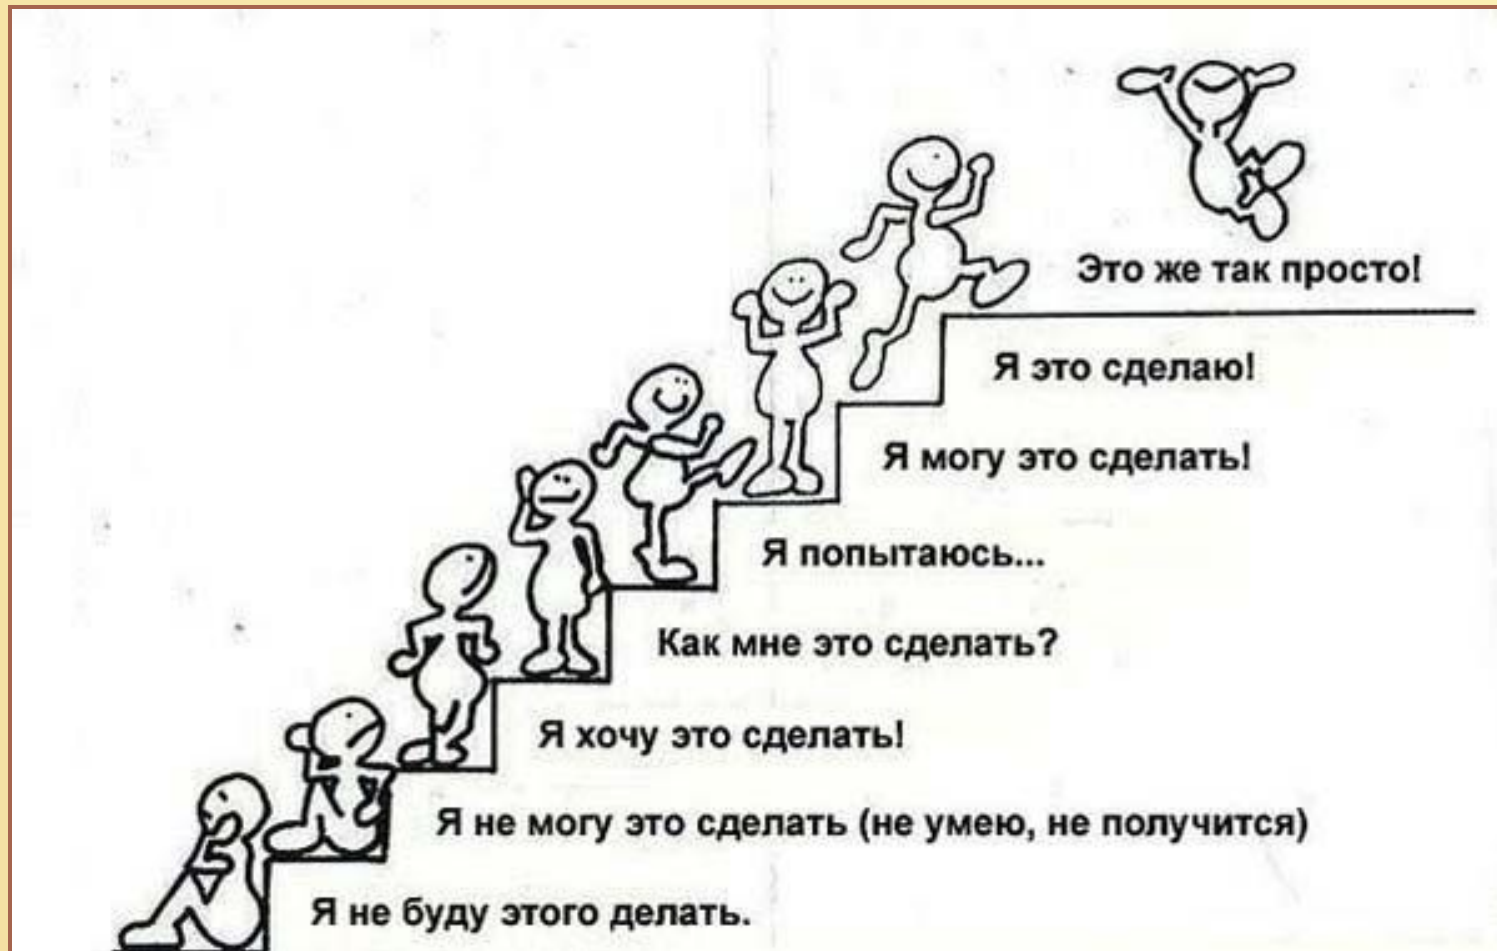 Это же так просто!
Я это сделаю!
Я могу это сделать!
Я попытаюсь...
Как мне это сделать?
Я хочу это сделать!
Я не могу это сделать (не умею, не получится)
Я не буду этого делать.